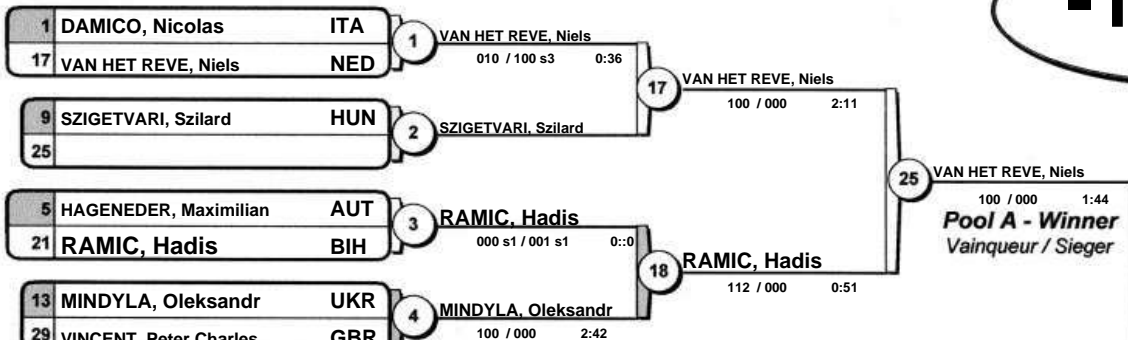 1 DAMICO, Nicolas ITA
17 VAN HET REVE, Niels NED
1
VAN HET REVE, Niels
010 / 100 s3 0:36
9 SZIGETVARI, Szilard HUN
25
2
SZIGETVARI, Szilard
17
VAN HET REVE, Niels
100 / 000 2:11
5 HAGENEDER, Maximilian AUT
21 RAMIC, Hadis BIH
3
RAMIC, Hadis
000 s1 / 001 s1 0::0
13 MINDYLA, Oleksandr UKR
29 VINCENT, Peter Charles GBR
4
MINDYLA, Oleksandr
100 / 000 2:42
18
RAMIC, Hadis
112 / 000 0:51
25
VAN HET REVE, Niels
100 / 000 1:44
Pool A - Winner
Vainqueur / Sieger